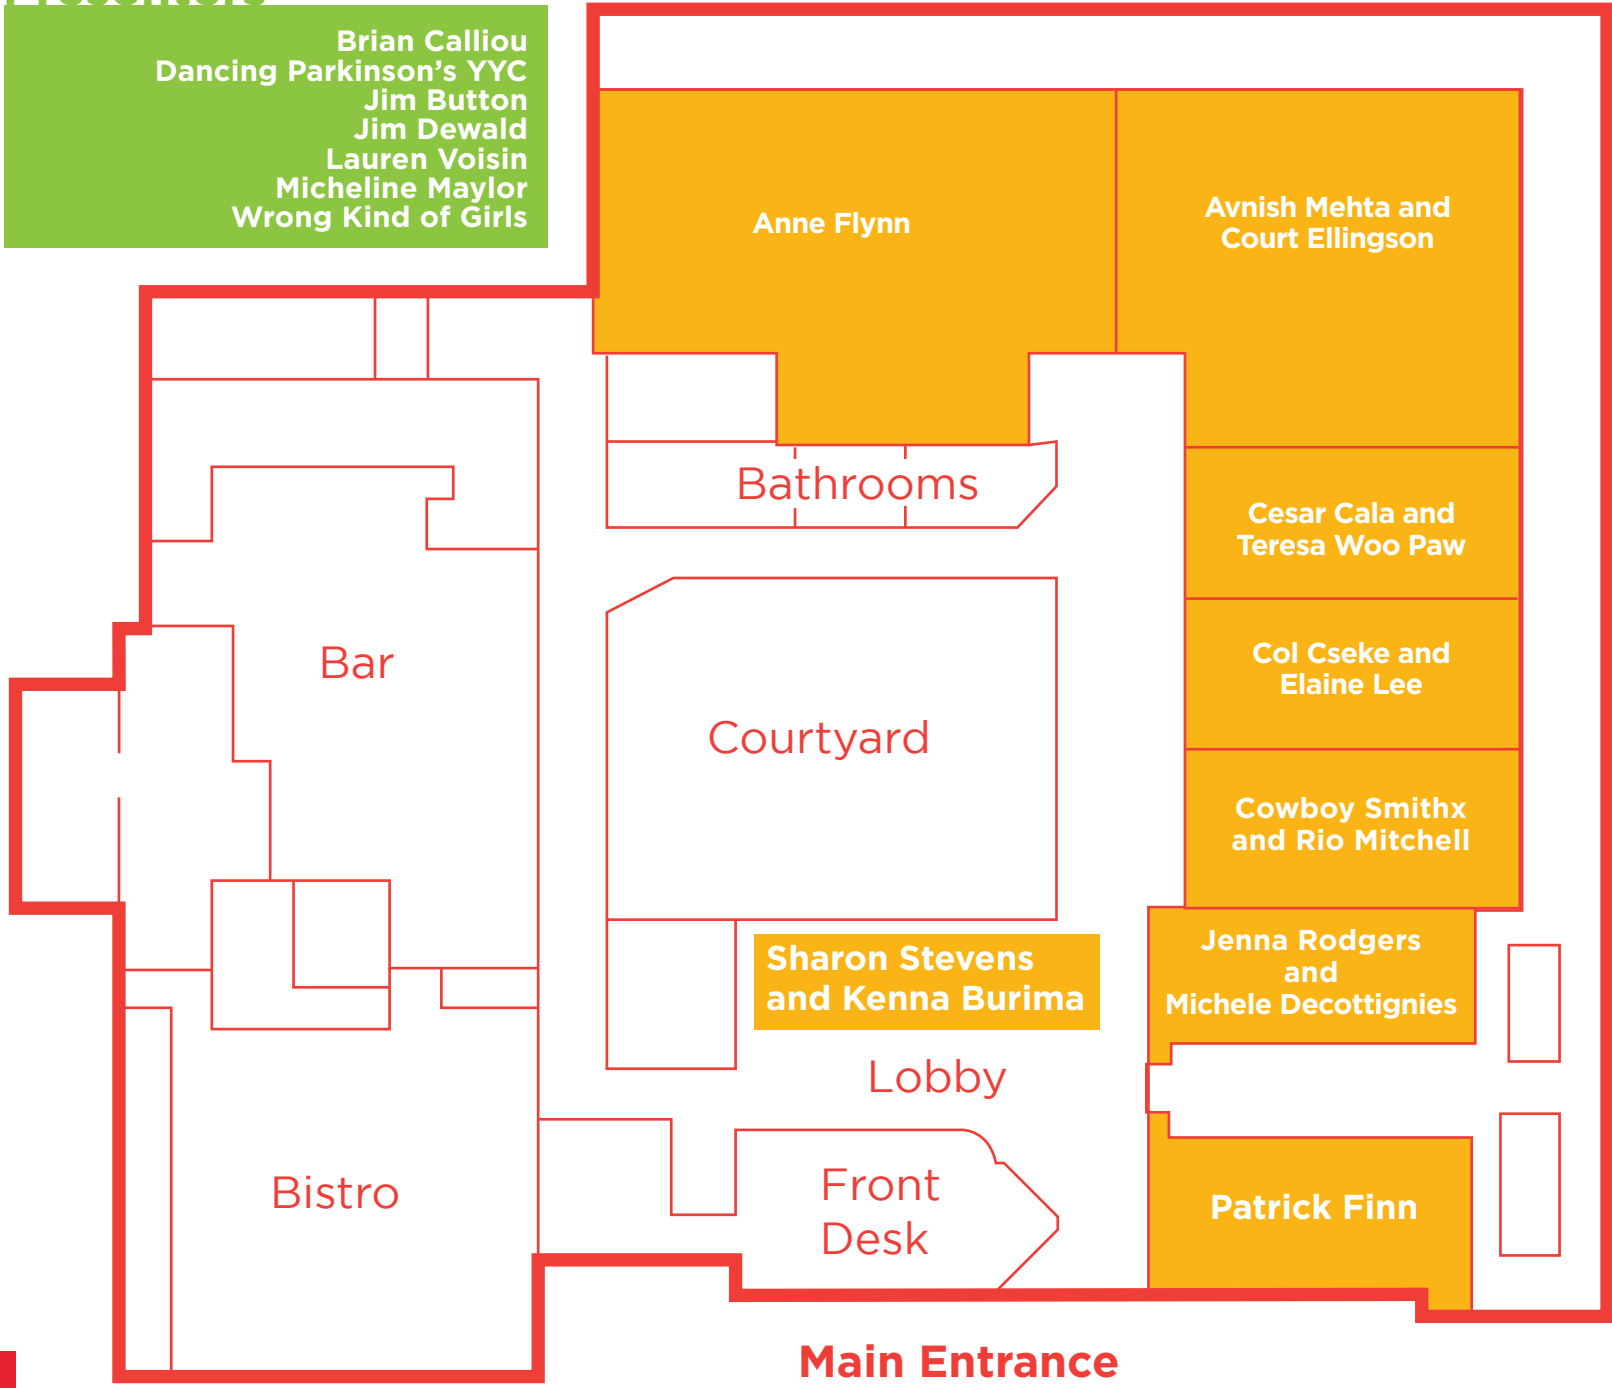 Presenters
Brian Calliou
Dancing Parkinson's YYC
Jim Button
Jim Dewald
Lauren Voisin
Micheline Maylor
Wrong Kind of Girls
Anne Flynn
Avnish Mehta and
Court Ellingson
Bathrooms
Cesar Cala and
Teresa Woo Paw
Bar
Col Cseke and
Elaine Lee
Courtyard
Cowboy Smithx
and Rio Mitchell
Sharon Stevens
and Kenna Burima
Jenna Rodgers
and
Michele Decottignies
Lobby
Bistro
Front
Desk
Patrick Finn
Main Entrance